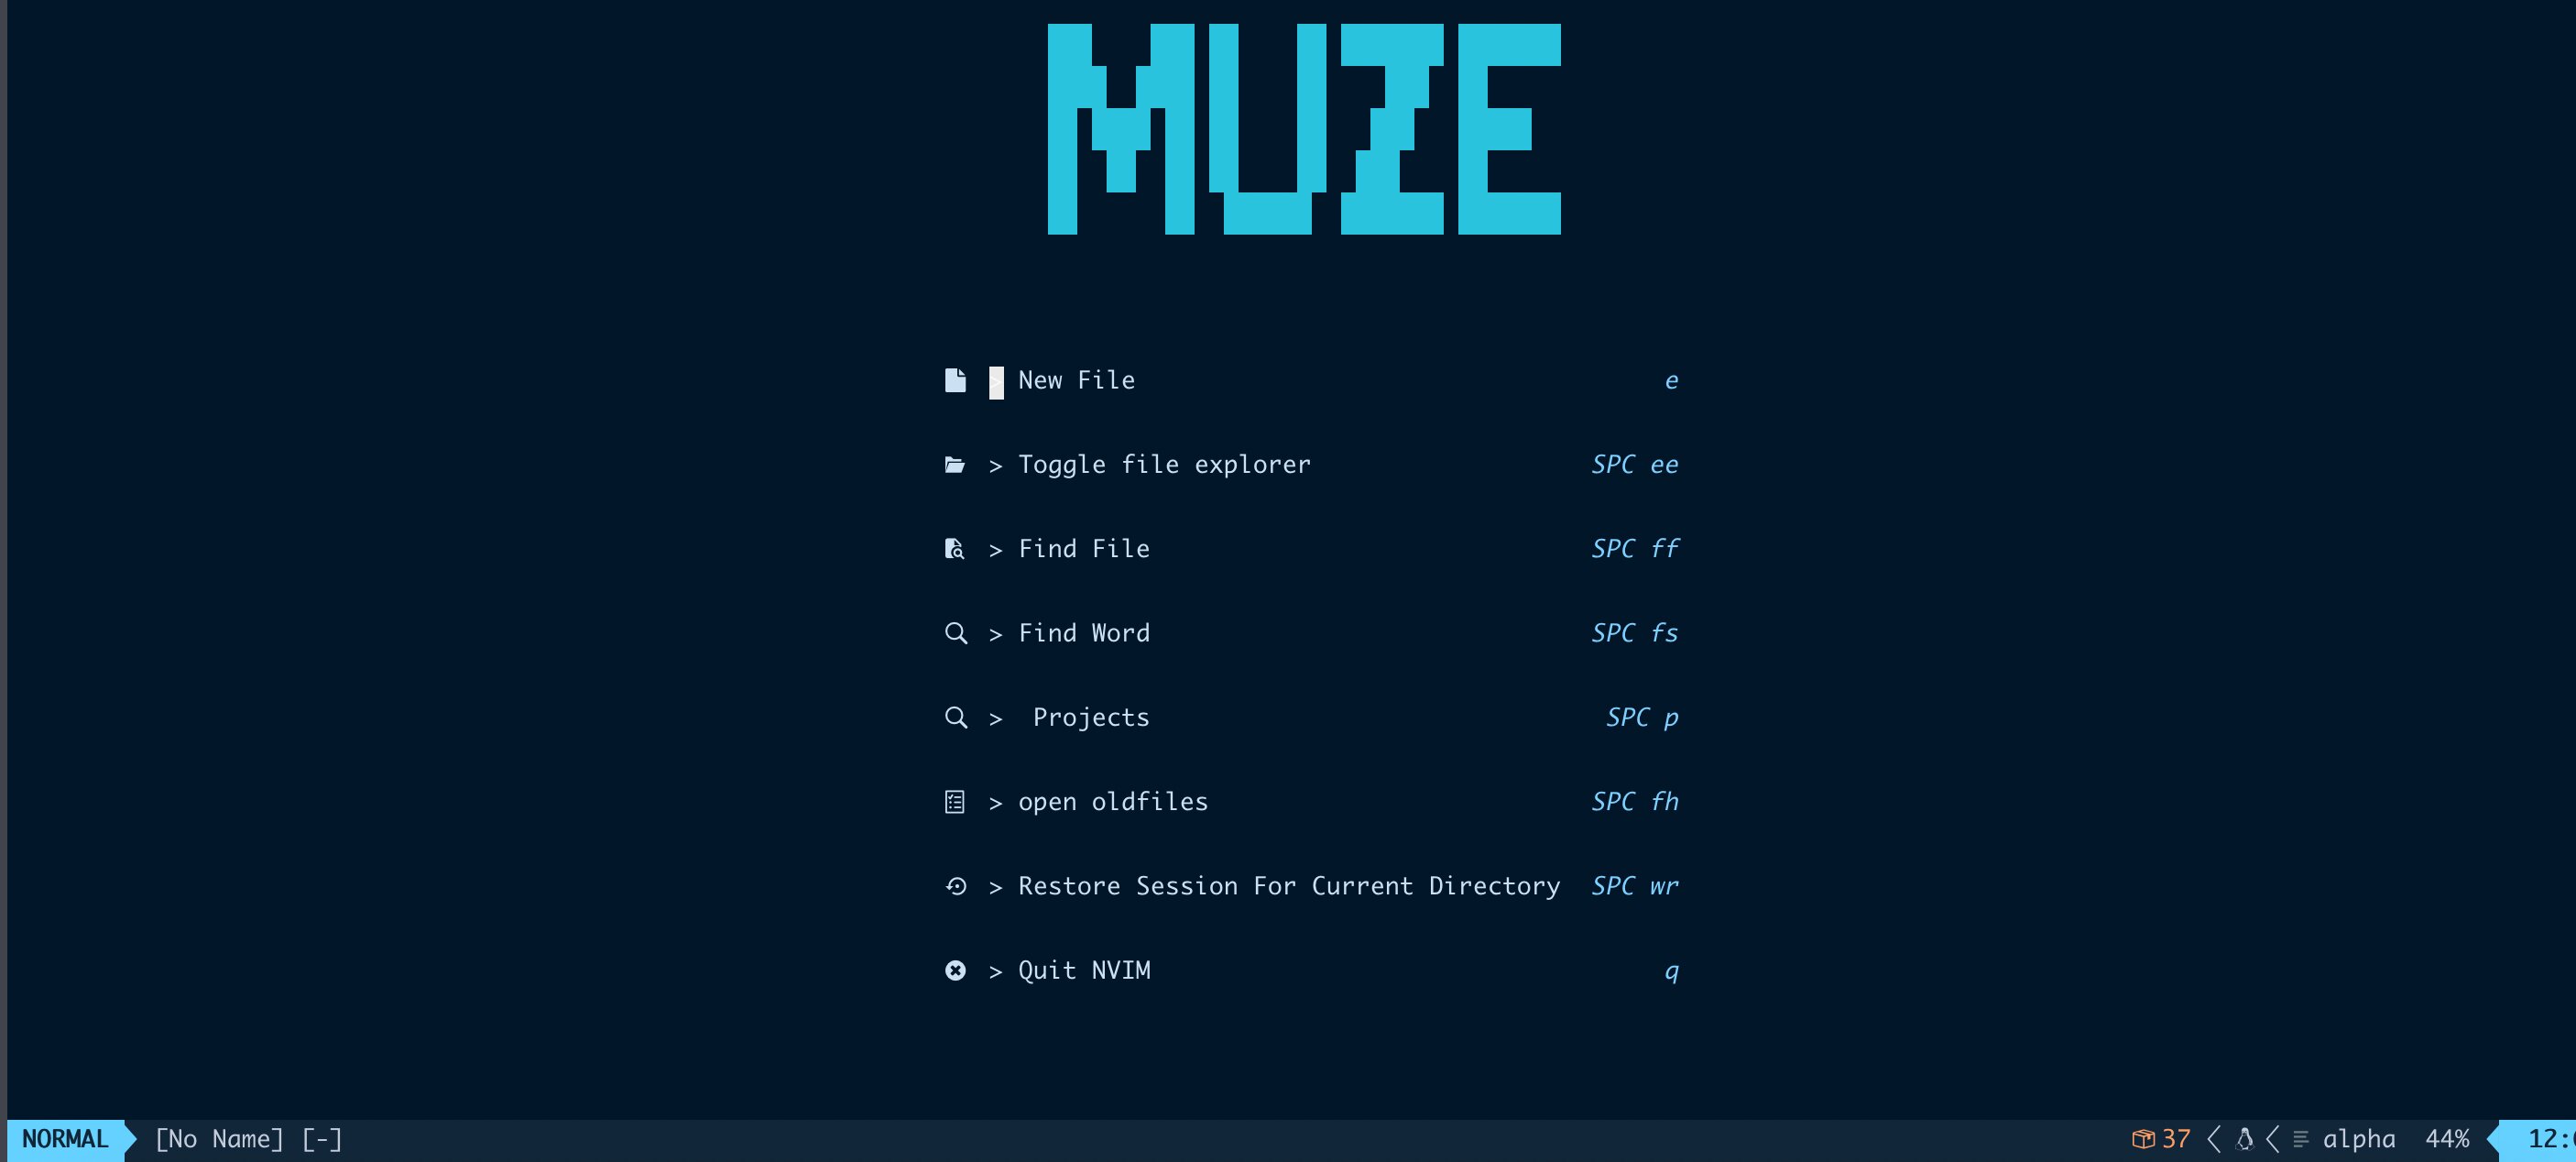 MUZE
> New File e
> Toggle file explorer SPC ee
> Find File SPC ff
> Find Word SPC fs
> Projects SPC p
> open oldfiles SPC fh
> Restore Session For Current Directory SPC wr
> Quit NVIM q
NORMAL [No Name] [-] 37 alpha 44% 12: